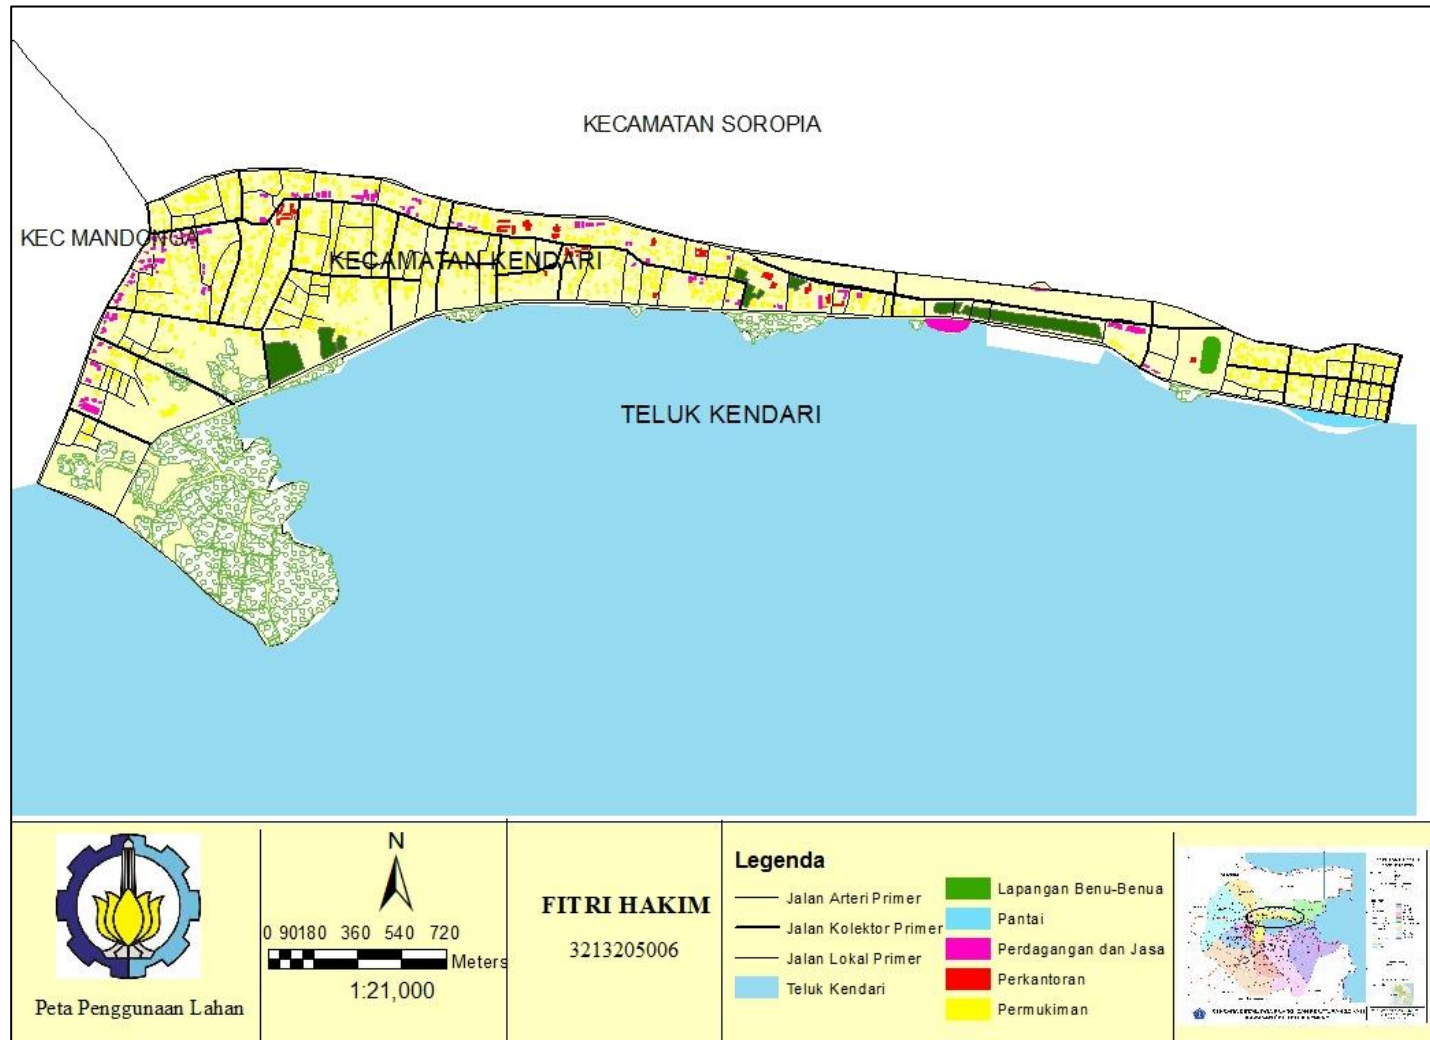 KECAMATAN SOROPIA
KEC MANDONGA
KECAMATAN KENDARI
TELUK KENDARI
Peta Penggunaan Lahan
N
0 90180 360 540 720
Meters
1:21,000
FITRI HAKIM
3213205006
Legenda
Jalan Arteri Primer
Jalan Kolektor Primer
Jalan Lokal Primer
Teluk Kendari
Lapangan Benu-Benua
Pantai
Perdagangan dan Jasa
Perkantoran
Permukiman